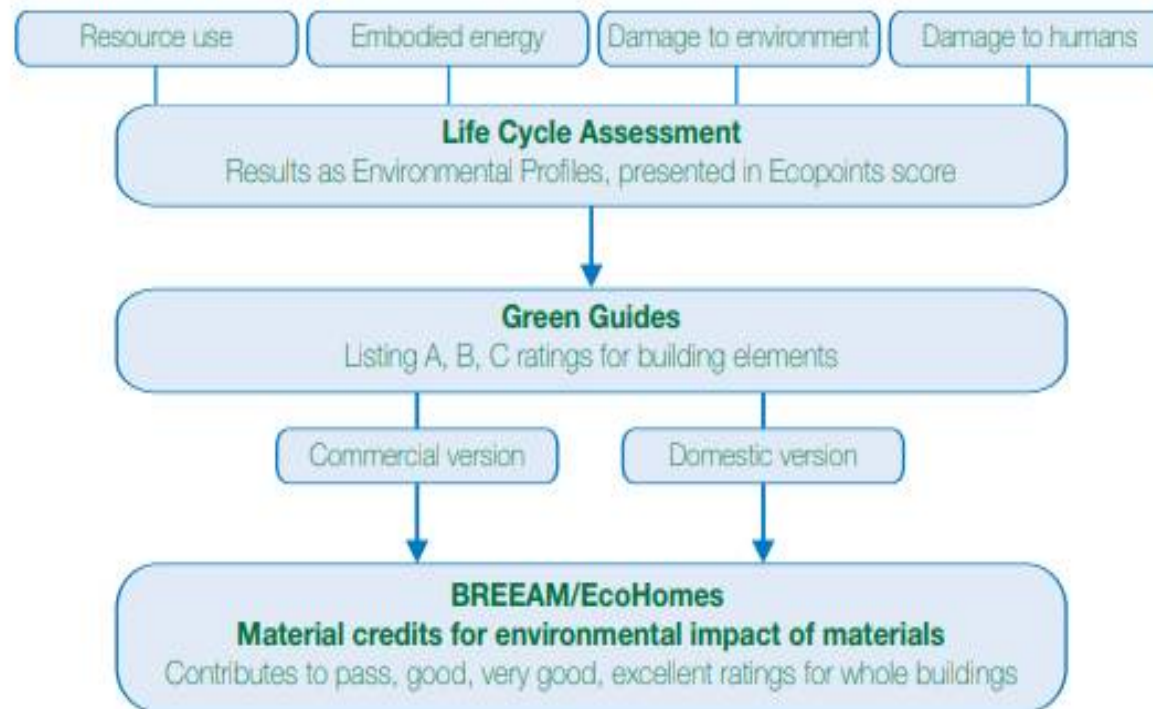 Resource use
Embodied energy
Damage to environment
Damage to humans
Life Cycle Assessment
Results as Environmental Profiles, presented in Ecopoints score
Green Guides
Listing A, B, C ratings for building elements
Commercial version
Domestic version
BREEAM/EcoHomes
Material credits for environmental impact of materials
Contributes to pass, good, very good, excellent ratings for whole buildings